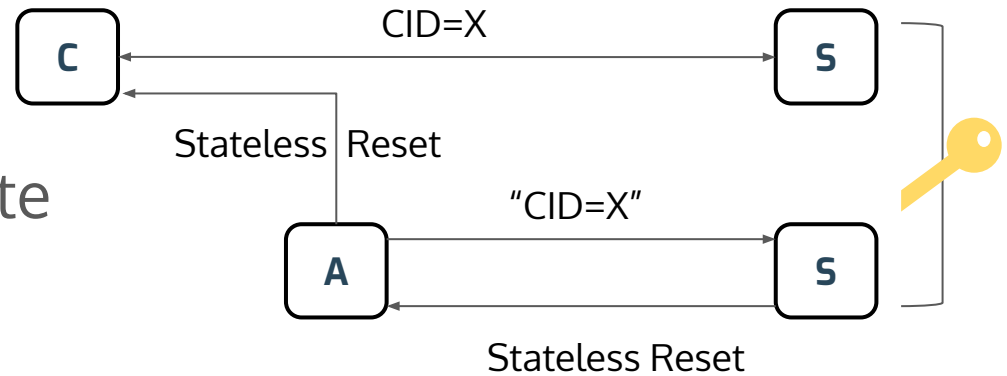 CID=X
C
S
Stateless Reset
te
“CID=X”
A
S
Stateless Reset